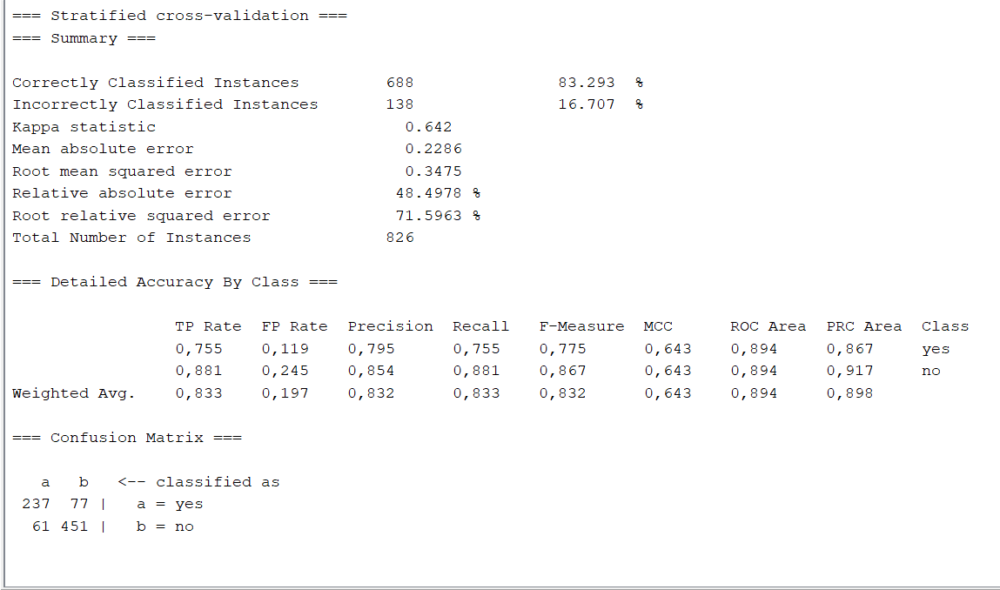 === Stratified cross-validation ===
=== Summary ===
Correctly Classified Instances 688 83.293 %
Incorrectly Classified Instances 138 16.707 %
Kappa statistic 0.642
Mean absolute error 0.2286
Root mean squared error 0.3475
Relative absolute error 48.4978 %
Root relative squared error 71.5963 %
Total Number of Instances 826
=== Detailed Accuracy By Class ===
TP Rate FP Rate Precision Recall F-Measure MCC ROC Area PRC Area Class
0,755 0,119 0,795 0,755 0,775 0,643 0,894 0,867 yes
0,881 0,245 0,854 0,881 0,867 0,643 0,894 0,917 no
Weighted Avg. 0,833 0,197 0,832 0,833 0,832 0,643 0,894 0,898
=== Confusion Matrix ===
a b <-- classified as
237 77 | a = yes
61 451 | b = no